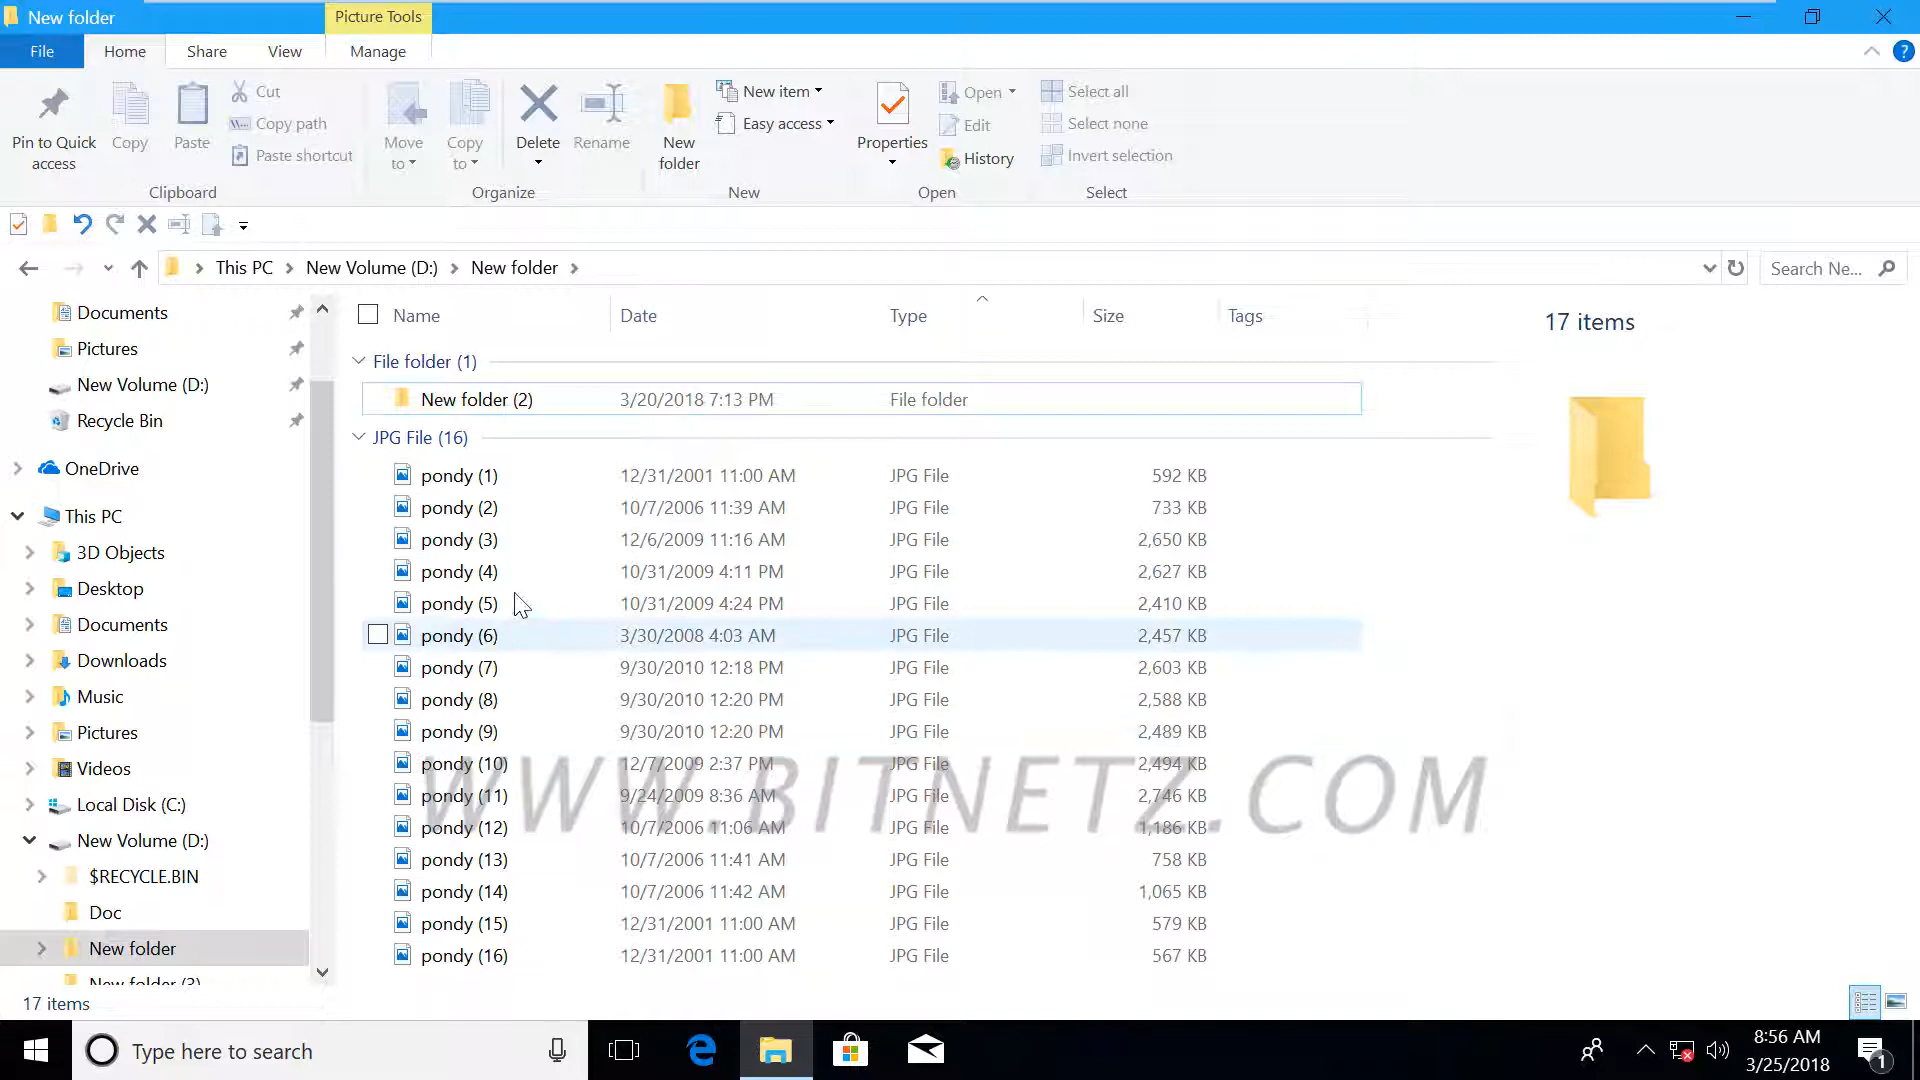 New folder
Picture Tools
File
Home
Share
View
Manage
Pin to Quick access
Copy
Paste
Cut
Copy path
Paste shortcut
Clipboard
Move to
Copy to
Delete
Rename
Organize
New folder
New item
Easy access
New
Properties
Open
Edit
History
Open
Select all
Select none
Invert selection
Select
This PC
New Volume (D:)
New folder
Search Ne...
Documents
Pictures
New Volume (D:)
Recycle Bin
OneDrive
This PC
3D Objects
Desktop
Documents
Downloads
Music
Pictures
Videos
Local Disk (C:)
New Volume (D:)
$RECYCLE.BIN
Doc
New folder
New folder (3)
Name Date Type Size Tags
File folder (1)
New folder (2) 3/20/2018 7:13 PM File folder
JPG File (16)
pondy (1) 12/31/2001 11:00 AM JPG File 592 KB
pondy (2) 10/7/2006 11:39 AM JPG File 733 KB
pondy (3) 12/6/2009 11:16 AM JPG File 2,650 KB
pondy (4) 10/31/2009 4:11 PM JPG File 2,627 KB
pondy (5) 10/31/2009 4:24 PM JPG File 2,410 KB
pondy (6) 3/30/2008 4:03 AM JPG File 2,457 KB
pondy (7) 9/30/2010 12:18 PM JPG File 2,603 KB
pondy (8) 9/30/2010 12:20 PM JPG File 2,588 KB
pondy (9) 9/30/2010 12:20 PM JPG File 2,489 KB
pondy (10) 12/7/2009 2:37 PM JPG File 2,494 KB
pondy (11) 9/24/2009 8:36 AM JPG File 2,746 KB
pondy (12) 10/7/2006 11:06 AM JPG File 1,186 KB
pondy (13) 10/7/2006 11:41 AM JPG File 758 KB
pondy (14) 10/7/2006 11:42 AM JPG File 1,065 KB
pondy (15) 12/31/2001 11:00 AM JPG File 579 KB
pondy (16) 12/31/2001 11:00 AM JPG File 567 KB
WWW.BITNETZ.COM
17 items
17 items
Type here to search
8:56 AM
3/25/2018
1